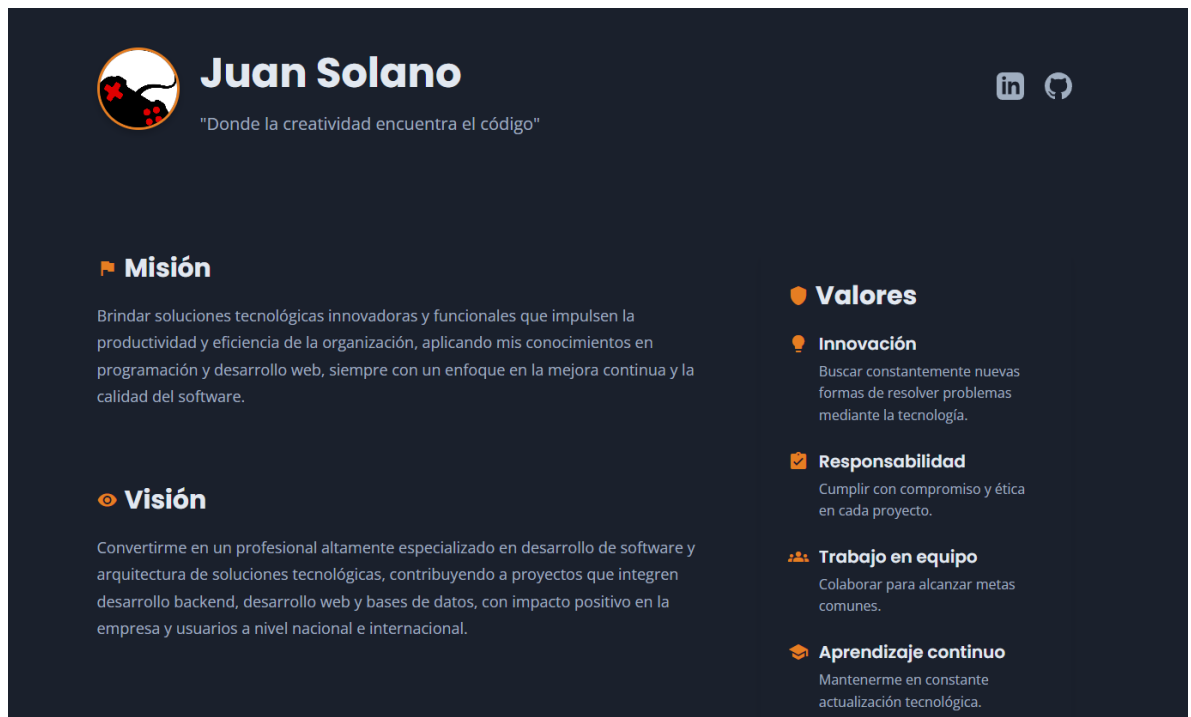 Juan Solano
"Donde la creatividad encuentra el código"
in
Misión
Brindar soluciones tecnológicas innovadoras y funcionales que impulsen la
productividad y eficiencia de la organización, aplicando mis conocimientos en
programación y desarrollo web, siempre con un enfoque en la mejora continua y la
calidad del software.
Visión
Convertirme en un profesional altamente especializado en desarrollo de software y
arquitectura de soluciones tecnológicas, contribuyendo a proyectos que integren
desarrollo backend, desarrollo web y bases de datos, con impacto positivo en la
empresa y usuarios a nivel nacional e internacional.
Valores
Innovación
Buscar constantemente nuevas
formas de resolver problemas
mediante la tecnología.
Responsabilidad
Cumplir con compromiso y ética
en cada proyecto.
Trabajo en equipo
Colaborar para alcanzar metas
comunes.
Aprendizaje continuo
Mantenerme en constante
actualización tecnológica.